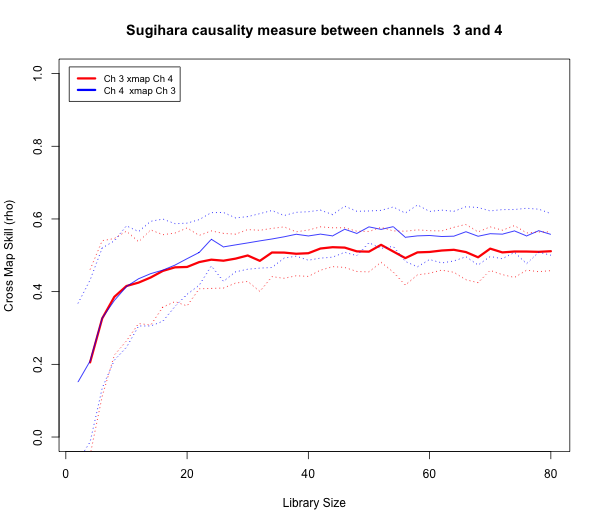 Sugihara causality measure between channels  3 and 4
Ch 3 xmap Ch 4
Ch 4  xmap Ch 3
Cross Map Skill (rho)
1.0
0.8
0.6
0.4
0.2
0.0
0 20 40 60 80
Library Size